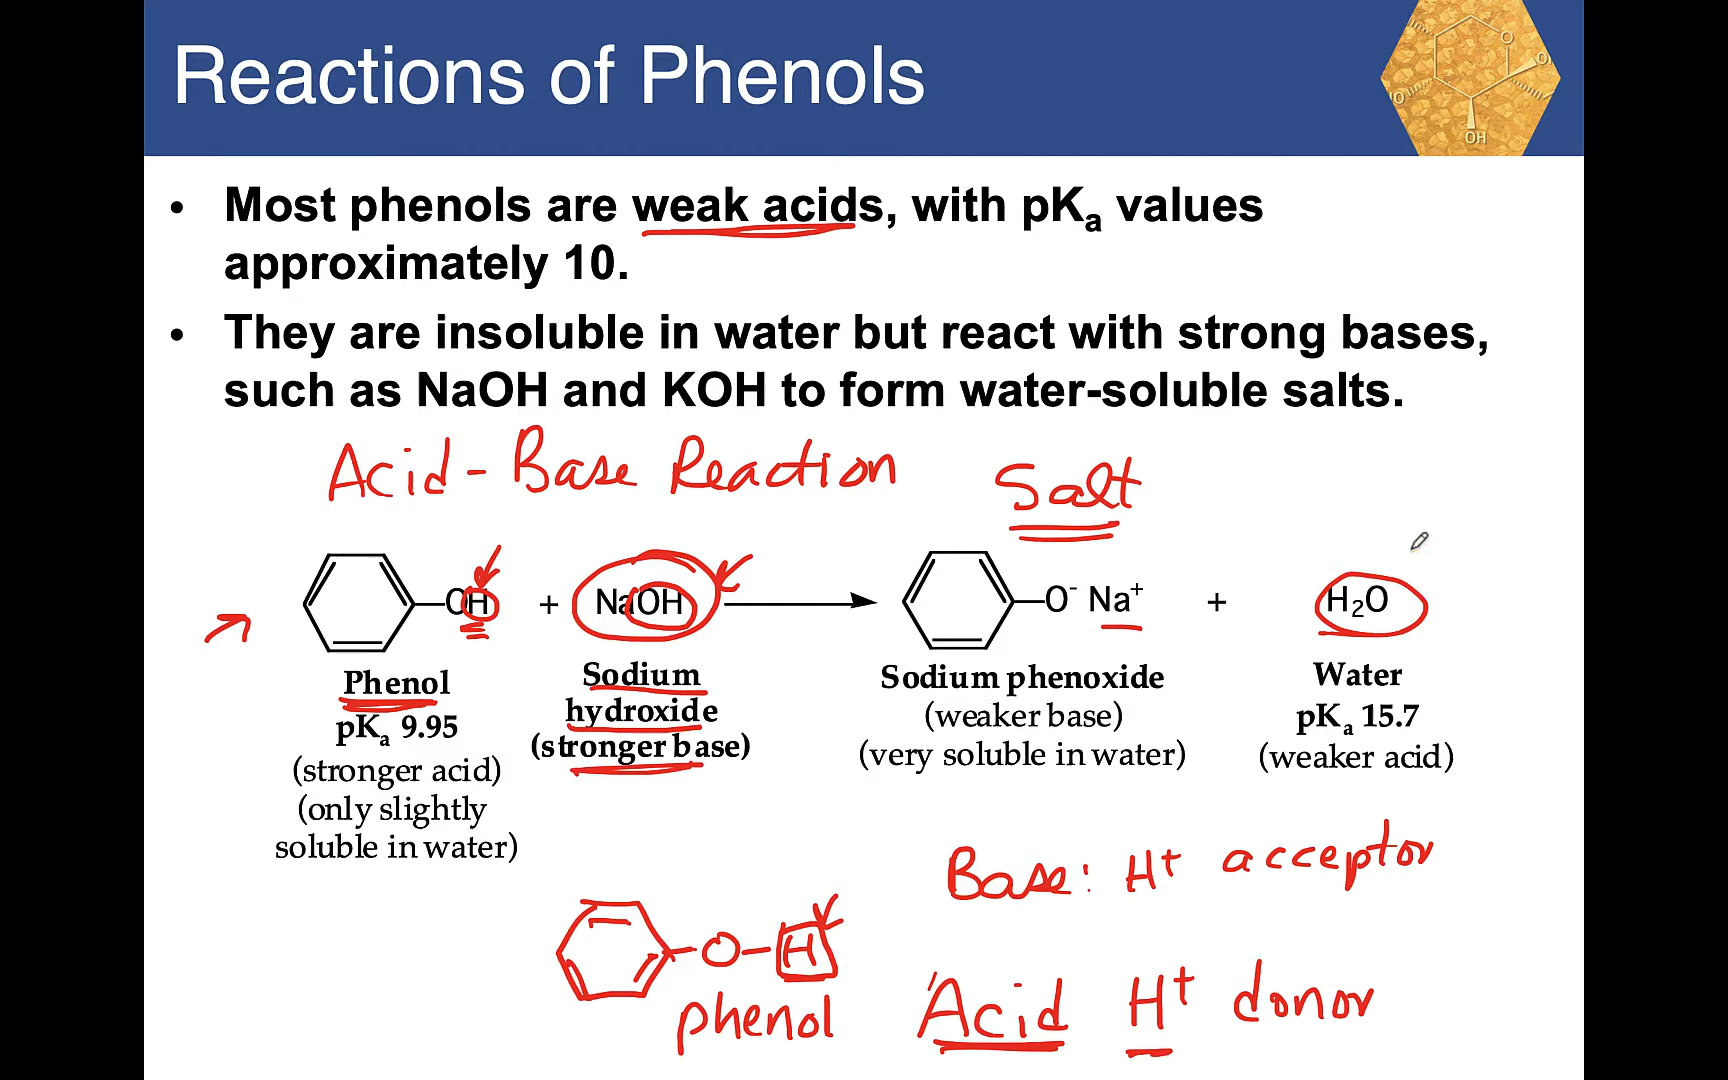 Reactions of Phenols
O
O
O
OH
• Most phenols are weak acids, with pKₐ values
approximately 10.
• They are insoluble in water but react with strong bases,
such as NaOH and KOH to form water-soluble salts.
Acid-Base Reaction
Salt
OH + NaOH O⁻ Na⁺ + H₂O
Phenol
pKₐ 9.95
(stronger acid)
(only slightly
soluble in water)
Sodium
hydroxide
(stronger base)
Sodium phenoxide
(weaker base)
(very soluble in water)
Water
pKₐ 15.7
(weaker acid)
Base: H⁺ acceptor
O-H
phenol
Acid H⁺ donor